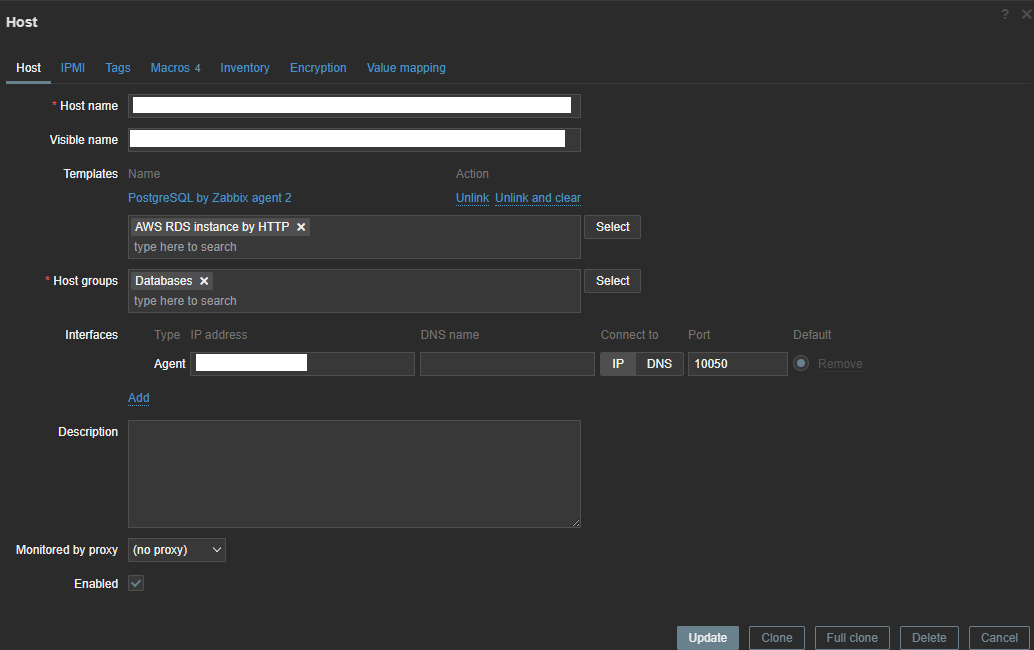 ? ×
Host
Host IPMI Tags Macros 4 Inventory Encryption Value mapping
* Host name
Visible name
Templates Name Action
PostgreSQL by Zabbix agent 2 Unlink Unlink and clear
AWS RDS instance by HTTP × Select
type here to search
* Host groups Databases × Select
type here to search
Interfaces Type IP address DNS name Connect to Port Default
Agent IP DNS 10050 Remove
Add
Description
Monitored by proxy (no proxy)
Enabled
Update Clone Full clone Delete Cancel